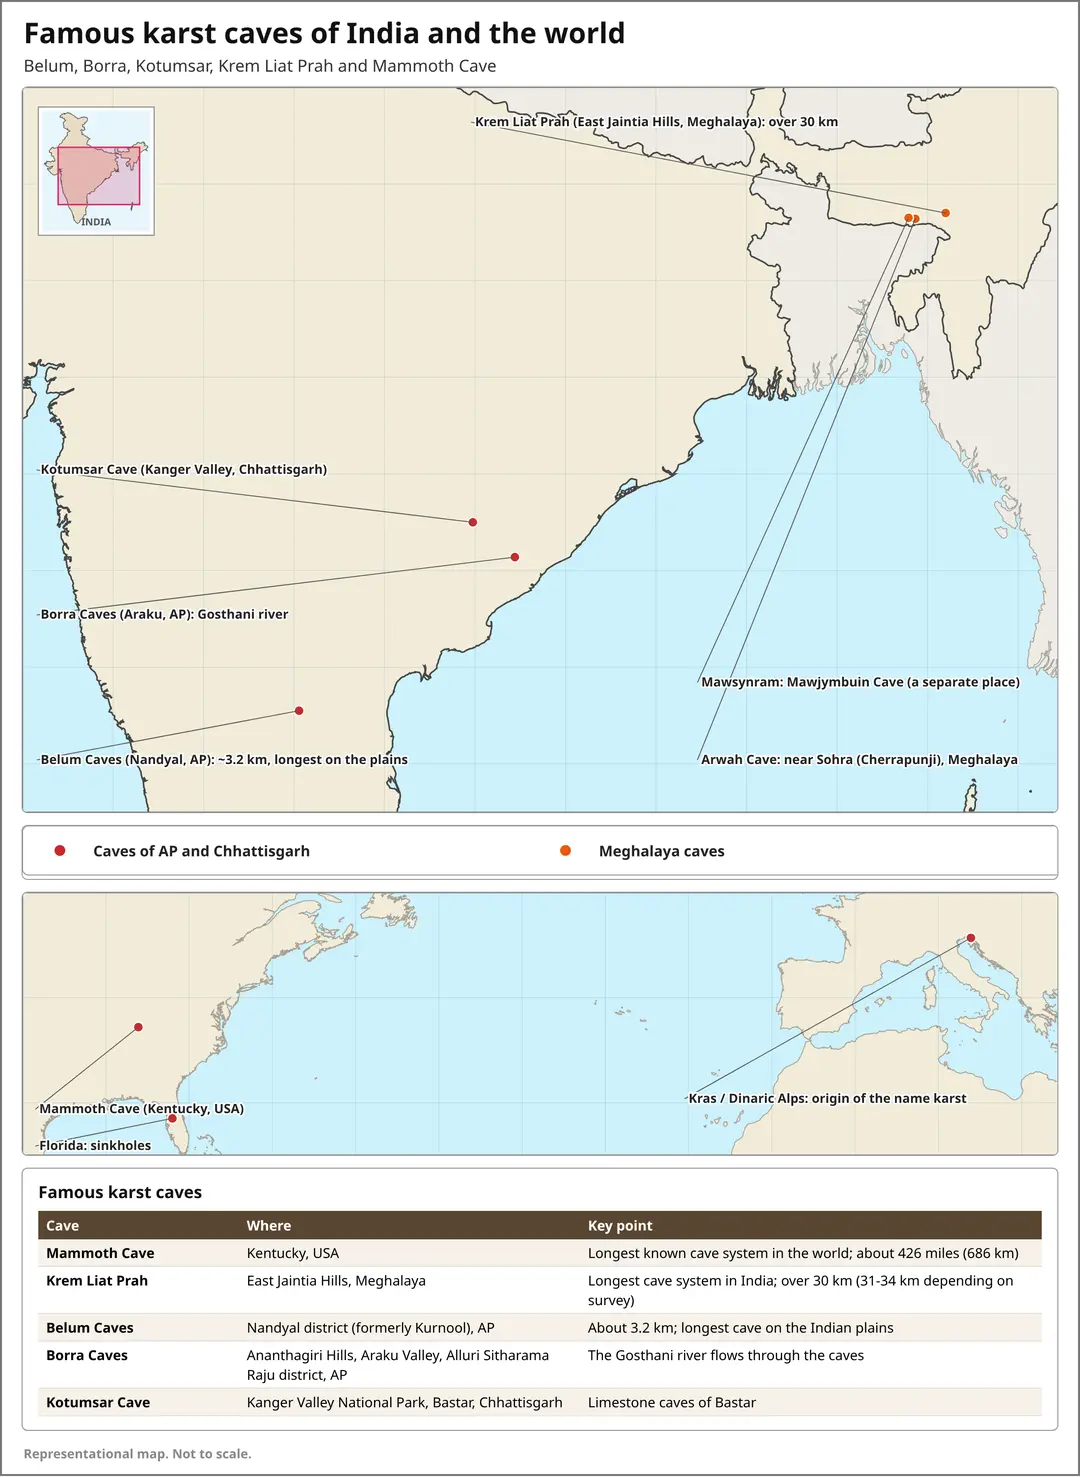 Famous karst caves of India and the world
Belum, Borra, Kotumsar, Krem Liat Prah and Mammoth Cave
Krem Liat Prah (East Jaintia Hills, Meghalaya): over 30 km
INDIA
Kotumsar Cave (Kanger Valley, Chhattisgarh)
Borra Caves (Araku, AP): Gosthani river
Mawsynram: Mawjymbuin Cave (a separate place)
Belum Caves (Nandyal, AP): ~3.2 km, longest on the plains
Arwah Cave: near Sohra (Cherrapunji), Meghalaya
Caves of AP and Chhattisgarh
Meghalaya caves
Kras / Dinaric Alps: origin of the name karst
Mammoth Cave (Kentucky, USA)
Florida: sinkholes
Famous karst caves
Cave Where Key point
Mammoth Cave Kentucky, USA Longest known cave system in the world; about 426 miles (686 km)
Krem Liat Prah East Jaintia Hills, Meghalaya Longest cave system in India; over 30 km (31-34 km depending on
survey)
Belum Caves Nandyal district (formerly Kurnool), AP About 3.2 km; longest cave on the Indian plains
Borra Caves Ananthagiri Hills, Araku Valley, Alluri Sitharama The Gosthani river flows through the caves
Raju district, AP
Kotumsar Cave Kanger Valley National Park, Bastar, Chhattisgarh Limestone caves of Bastar
Representational map. Not to scale.